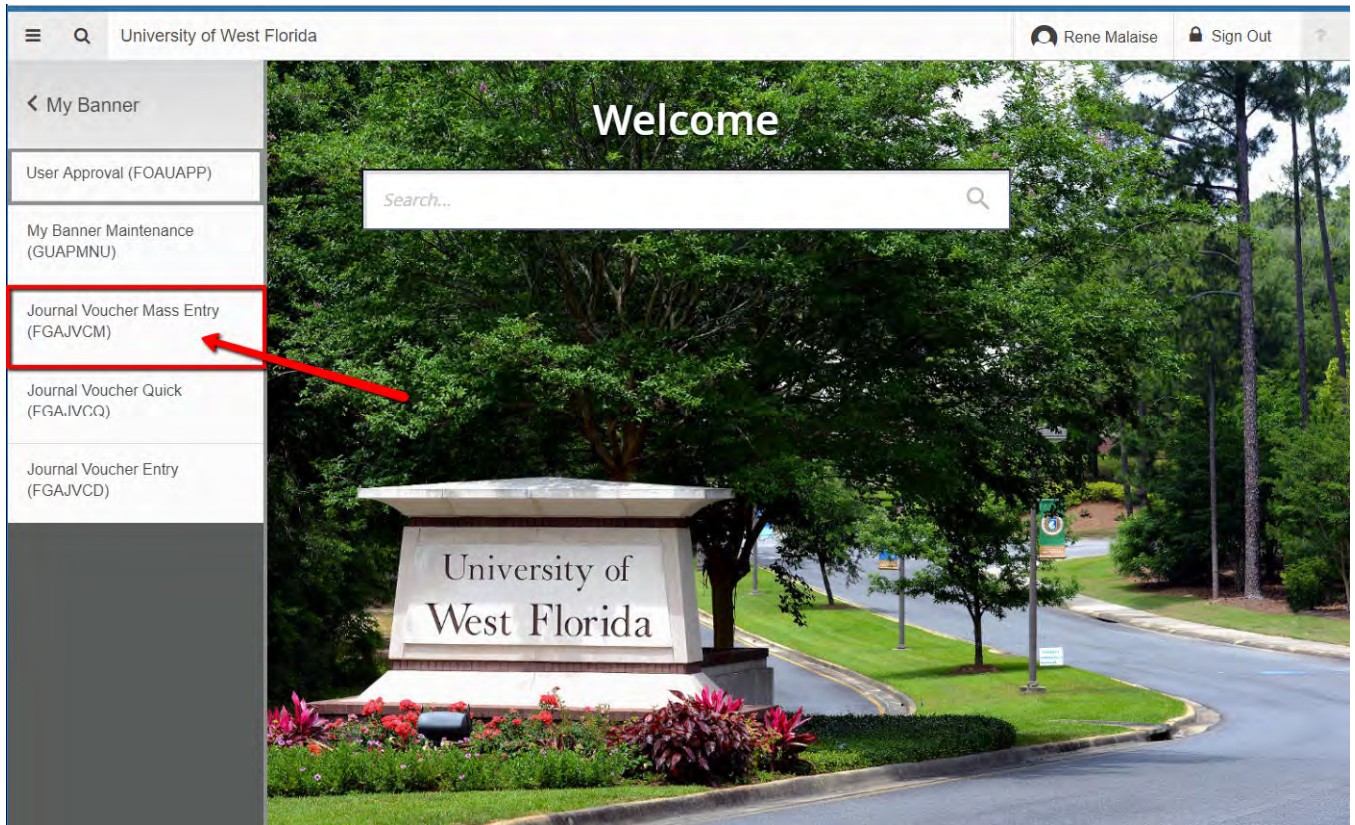 University of West Florida
Rene Malaise
Sign Out
?
My Banner
User Approval (FOAUAPP)
My Banner Maintenance
(GUAPMNU)
Journal Voucher Mass Entry
(FGAJVCM)
Journal Voucher Quick
(FGAJVCQ)
Journal Voucher Entry
(FGAJVCD)
Welcome
Search...
University of
West Florida